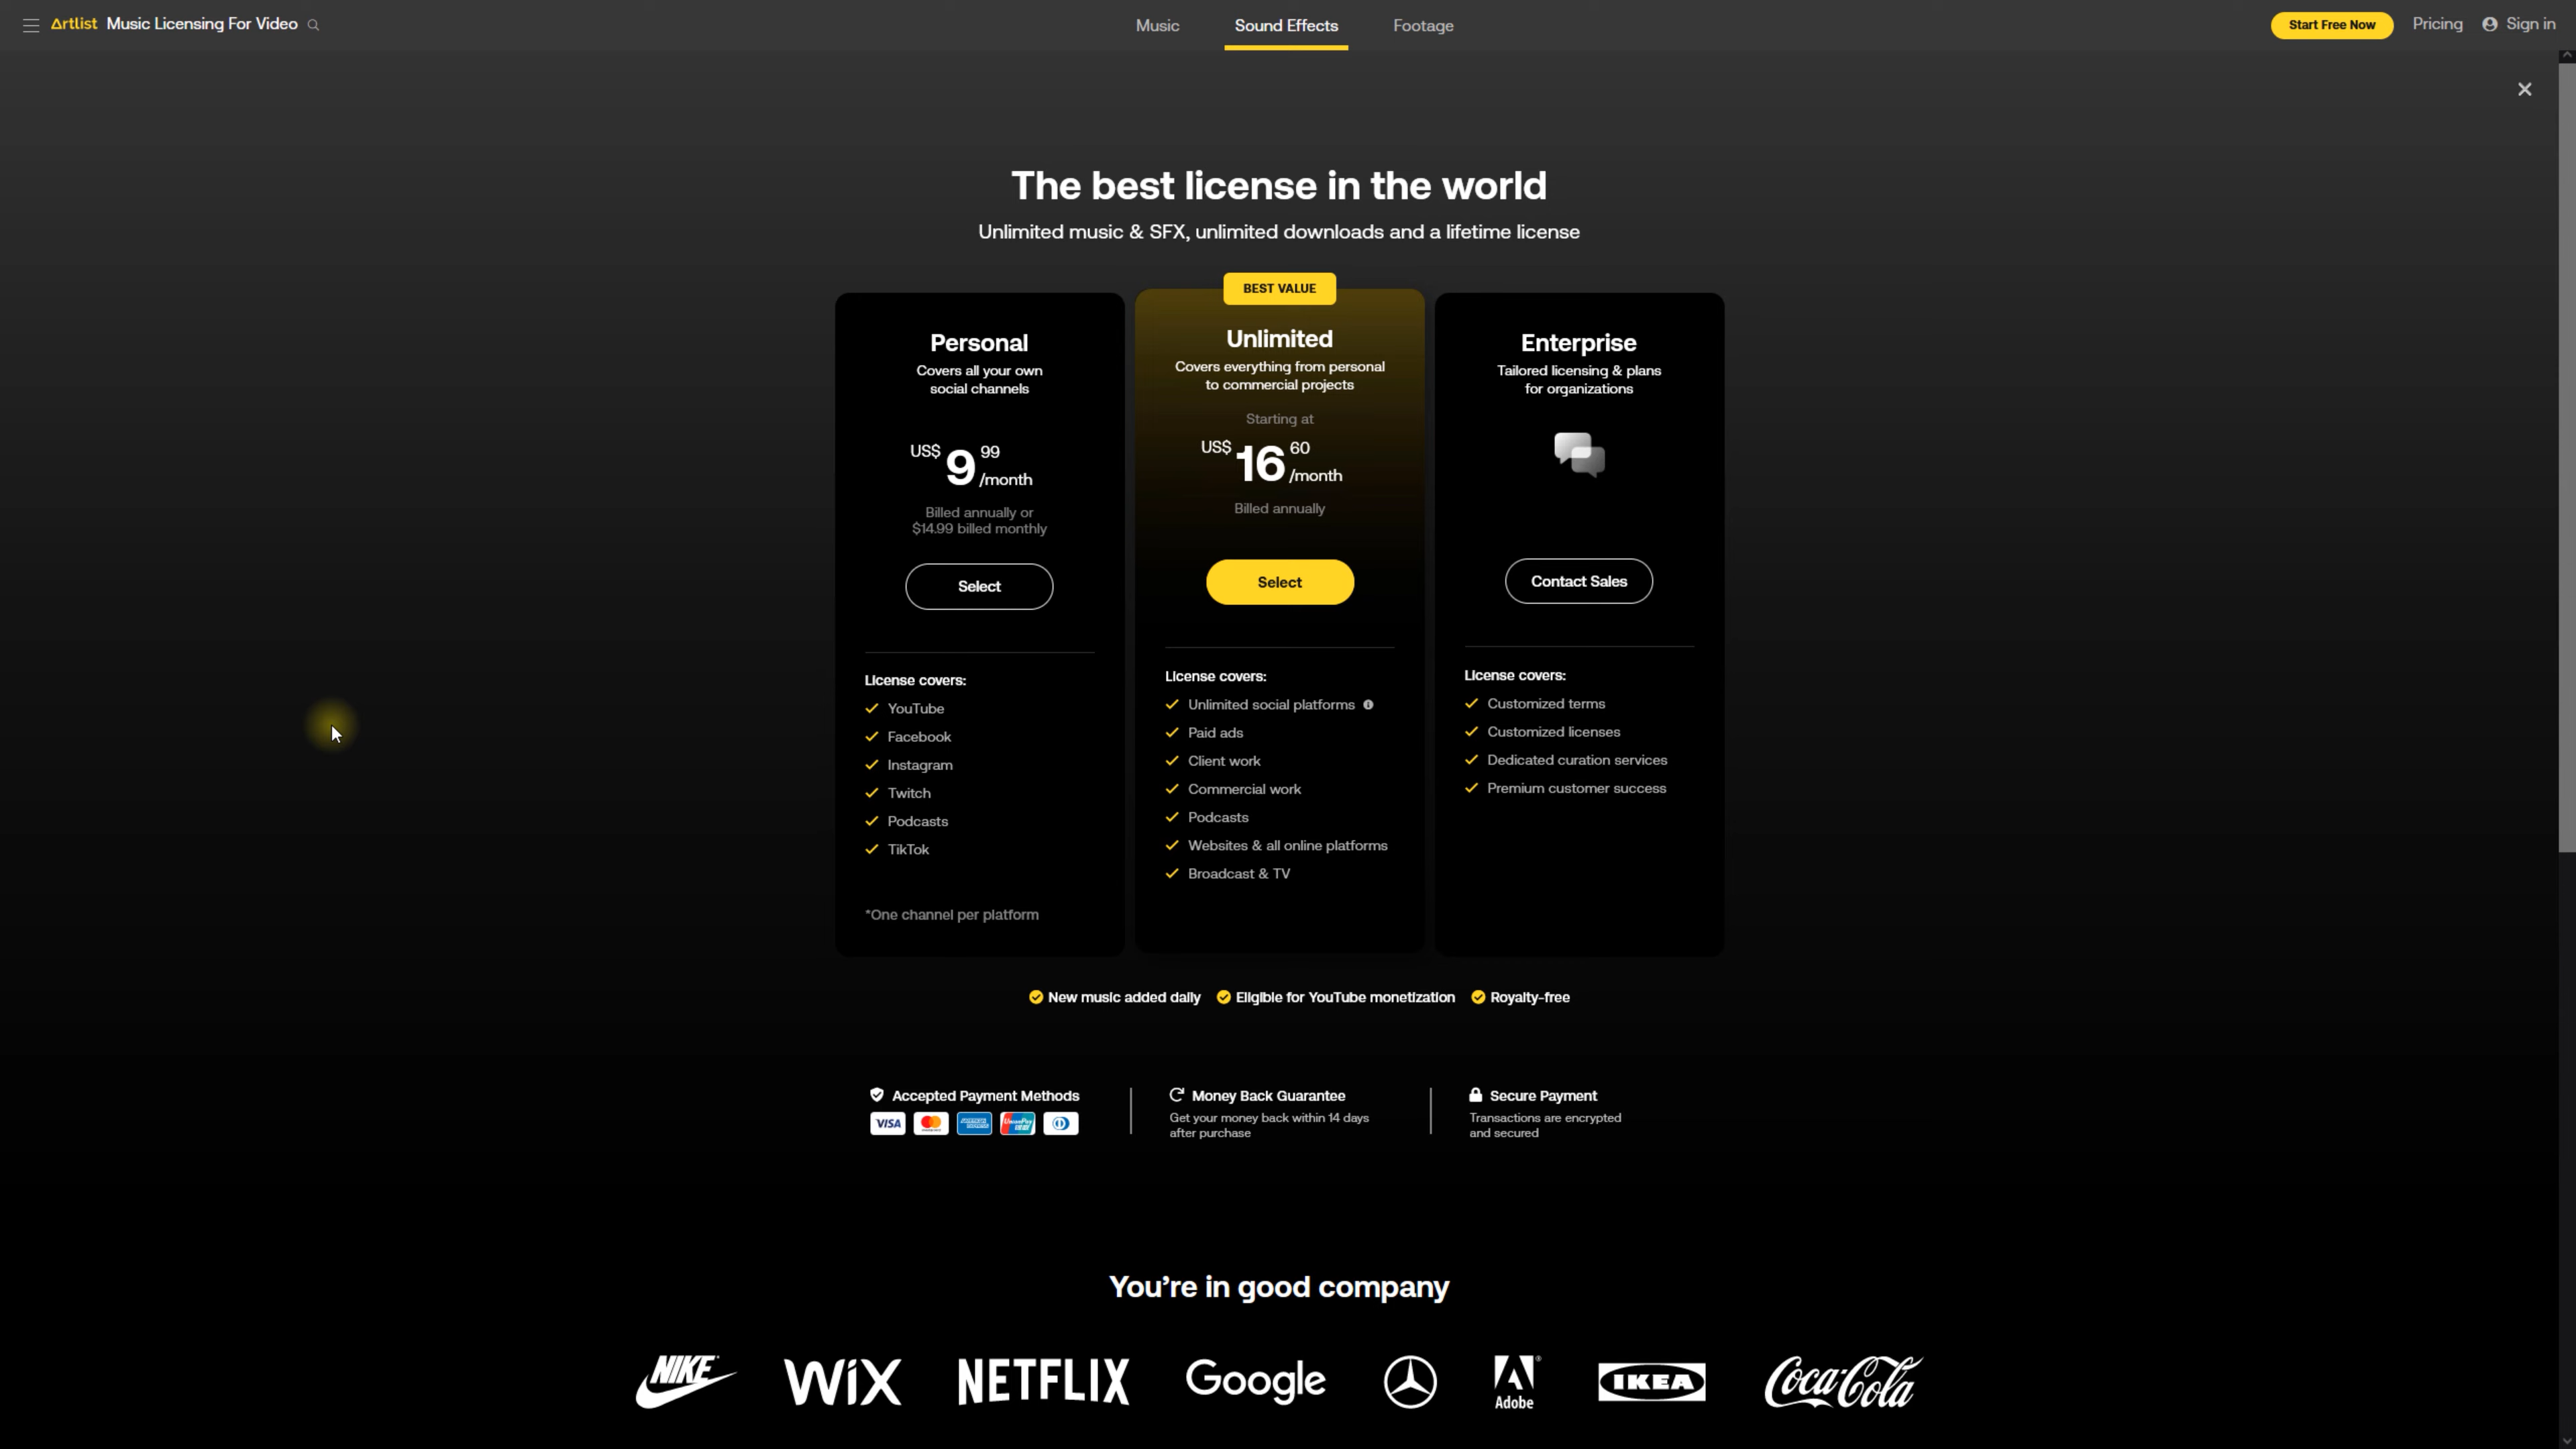 Artlist Music Licensing For Video
Music
Sound Effects
Footage
Start Free Now
Pricing
Sign in
The best license in the world
Unlimited music & SFX, unlimited downloads and a lifetime license
Personal
Covers all your own
social channels
US$ 9 99
/month
Billed annually or
$14.99 billed monthly
Select
License covers:
YouTube
Facebook
Instagram
Twitch
Podcasts
TikTok
*One channel per platform
BEST VALUE
Unlimited
Covers everything from personal
to commercial projects
Starting at
US$ 16 60
/month
Billed annually
Select
License covers:
Unlimited social platforms
Paid ads
Client work
Commercial work
Podcasts
Websites & all online platforms
Broadcast & TV
Enterprise
Tailored licensing & plans
for organizations
Contact Sales
License covers:
Customized terms
Customized licenses
Dedicated curation services
Premium customer success
New music added daily
Eligible for YouTube monetization
Royalty-free
Accepted Payment Methods
VISA
Money Back Guarantee
Get your money back within 14 days
after purchase
Secure Payment
Transactions are encrypted
and secured
You're in good company
NIKE
WiX
NETFLIX
Google
Adobe
IKEA
Coca-Cola